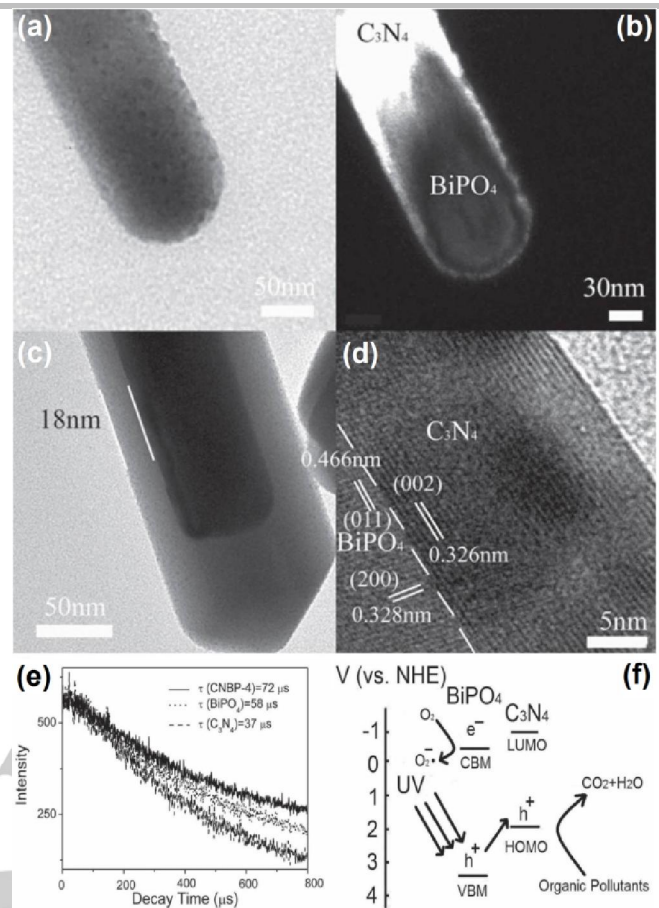 (a)
50nm
C₃N₄
(b)
BiPO₄
30nm
(c)
18nm
50nm
(d)
C₃N₄
0.466nm
(002)
(011)
BiPO₄
0.326nm
(200)
0.328nm
5nm
(e)
τ (CNBP-4)=72 μs
τ (BiPO₄)=58 μs
τ (C₃N₄)=37 μs
500
250
Intensity
0 200 400 600 800
Decay Time (μs)
V (vs. NHE)
(f)
BiPO₄
C₃N₄
O₂
e⁻
-1
LUMO
O₂⁻·
CBM
0
UV
CO₂+H₂O
1
h⁺
2
HOMO
h⁺
3
VBM
Organic Pollutants
4